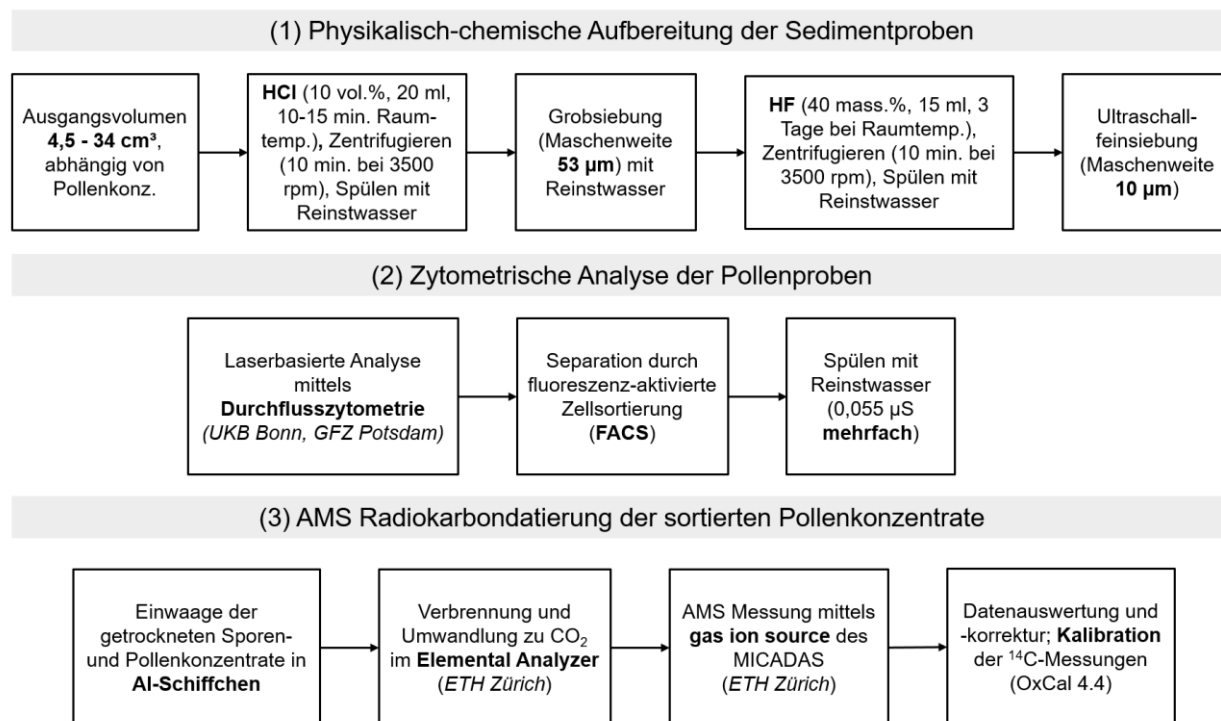 (1) Physikalisch-chemische Aufbereitung der Sedimentproben
Ausgangsvolumen
4,5 - 34 cm³,
abhängig von
Pollenkonz.
HCl (10 vol.%, 20 ml,
10-15 min. Raum-
temp.), Zentrifugieren
(10 min. bei 3500
rpm), Spülen mit
Reinstwasser
Grobsiebung
(Maschenweite
53 µm) mit
Reinstwasser
HF (40 mass.%, 15 ml, 3
Tage bei Raumtemp.),
Zentrifugieren (10 min. bei
3500 rpm), Spülen mit
Reinstwasser
Ultraschall-
feinsiebung
(Maschenweite
10 µm)
(2) Zytometrische Analyse der Pollenproben
Laserbasierte Analyse
mittels
Durchflusszytometrie
(UKB Bonn, GFZ Potsdam)
Separation durch
fluoreszenz-aktivierte
Zellsortierung
(FACS)
Spülen mit
Reinstwasser
(0,055 µS
mehrfach)
(3) AMS Radiokarbondatierung der sortierten Pollenkonzentrate
Einwaage der
getrockneten Sporen-
und Pollenkonzentrate in
Al-Schiffchen
Verbrennung und
Umwandlung zu CO₂
im Elemental Analyzer
(ETH Zürich)
AMS Messung mittels
gas ion source des
MICADAS
(ETH Zürich)
Datenauswertung und
-korrektur; Kalibration
der ¹⁴C-Messungen
(OxCal 4.4)